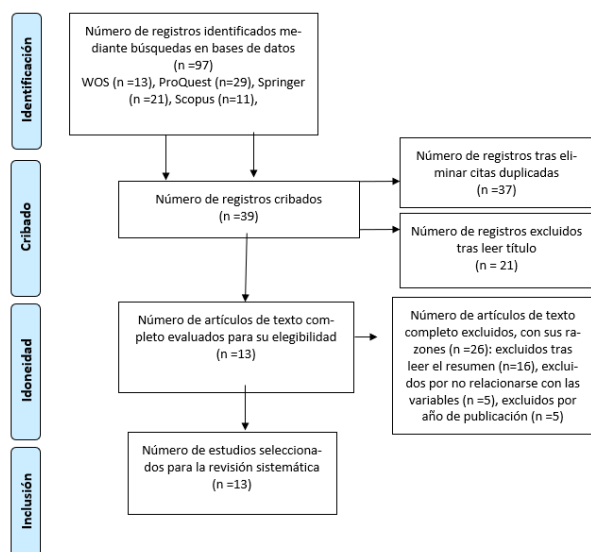 Identificación
Número de registros identificados me-
diante búsquedas en bases de datos
(n =97)
WOS (n =13), ProQuest (n=29), Springer
(n =21), Scopus (n=11),
Cribado
Número de registros cribados
(n =39)
Número de registros tras eli-
minar citas duplicadas
(n =37)
Número de registros excluidos
tras leer título
(n = 21)
Idoneidad
Número de artículos de texto com-
pleto evaluados para su elegibilidad
(n =13)
Número de artículos de texto
completo excluidos, con sus ra-
zones (n =26): excluidos tras
leer el resumen (n=16), exclui-
dos por no relacionarse con las
variables (n =5), excluidos por
año de publicación (n =5)
Inclusión
Número de estudios selecciona-
dos para la revisión sistemática
(n =13)